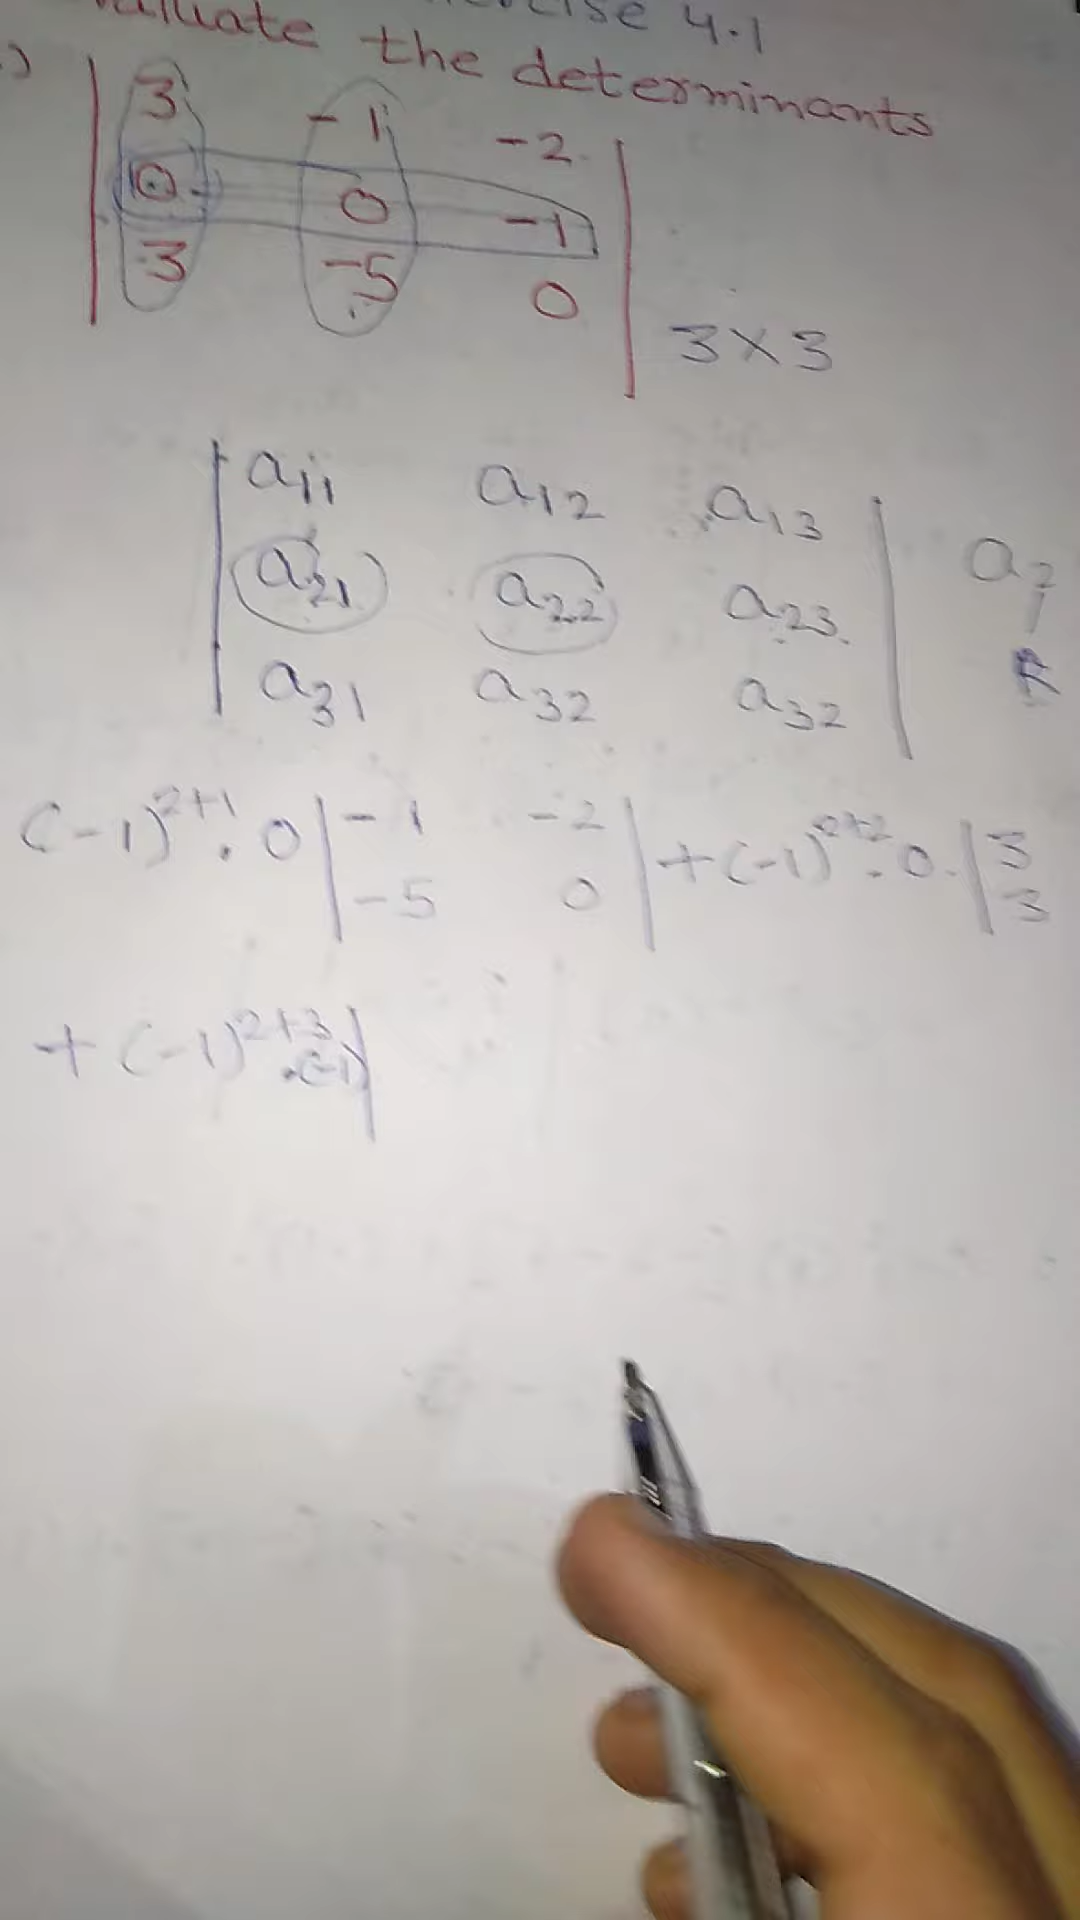 4.1
the determinants
3 -1 -2
0 0 -1
3 -5 0
3×3
a11 a12 a13
a21 a22 a23
a31 a32 a32
a2
(-1)^2+1 . 0 | -1 -2 | + (-1)^2+2 . 0 . | 3
-5 0 3
+ (-1)^2+3 .(-1) |